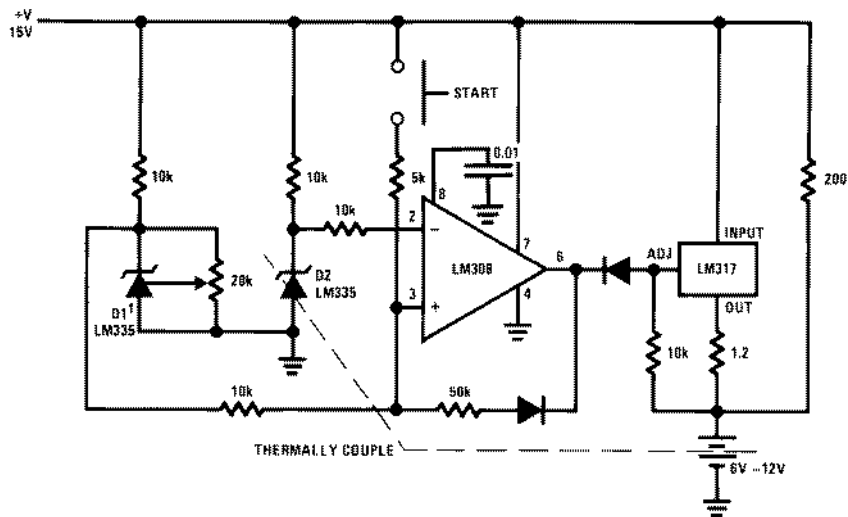 +V
15V
START
0.01
10k
10k
5k
8
200
10k
2
−
7
6
ADJ
INPUT
LM308
LM317
20k
D2
LM335
4
OUT
D1†
LM335
3
+
10k
1.2
10k
50k
THERMALLY COUPLE
6V –12V